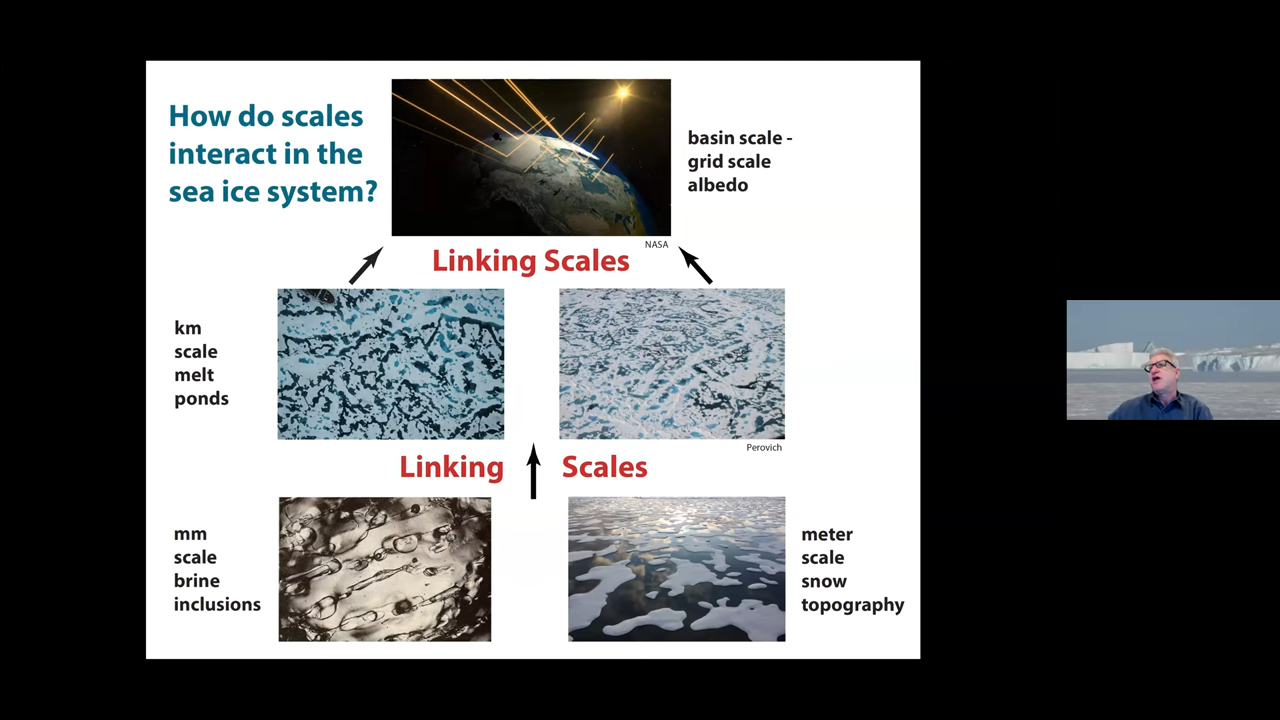 How do scales
interact in the
sea ice system?
basin scale -
grid scale
albedo
NASA
Linking Scales
km
scale
melt
ponds
Perovich
Linking Scales
mm
scale
brine
inclusions
meter
scale
snow
topography